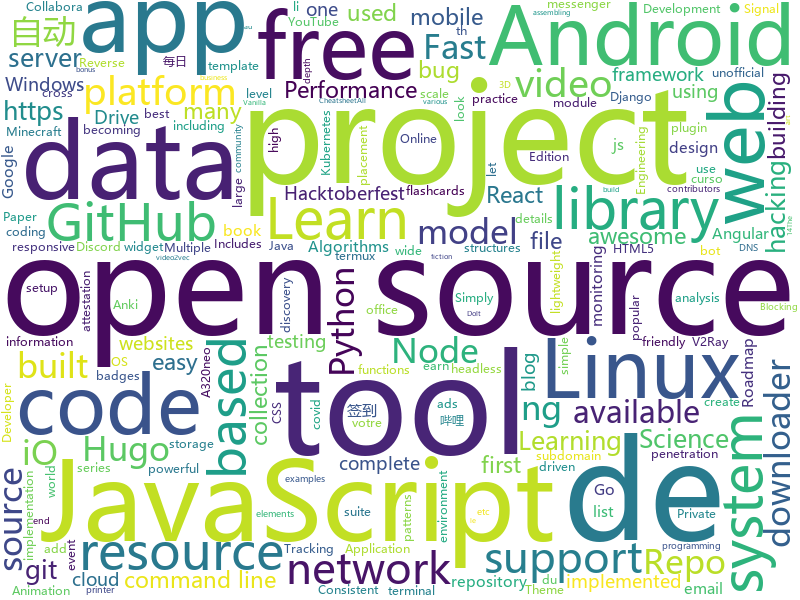 Collabora
app
free
Android
li
one
used
mobile
messenger
Signal
Development
YouTube
th
template
Reverse
自动
server
每日
depth
Fast
bug
video
framework
unofficial
Windows
platform
Performance
scale
using
3D
Vanilla
cross
level
CheatsheetAll
various
look
practice
module
Django
https
Drive
many
Minecraft
becoming
best
including
large
community
high
Kubernetes
placement
Online
project
js
Engineering
plugin
design
web
building
Google
data
Edition
let
use
curso
contributors
Hacktoberfest
flashcards
React
details
Paper
coding
GitHub
Learn
library
hacking
responsive
Discord
widget
Multiple
Includes
book
Java
Algorithms
termux
structures
wide
model
file
awesome
Angular
bot
HTML5
DNS
information
video2vec
fiction
Blocking
setup
attestation
Anki
open source
discovery
office
Simply
DoIt
lightweight
monitoring
popular
analysis
friendly
V2Ray
built
websites
OS
badges
easy
A320neo
based
collection
testing
functions
CSS
earn
headless
Python
covid
ads
签到
哔哩
votre
tool
Node
blog
simple
Linux
Roadmap
create
Developer
code
ng
available
downloader
iO
Hugo
storage
powerful
series
world
Learning
subdomain
Science
driven
penetration
first
source
implementation
JavaScript
complete
suite
Go
list
Private
examples
environment
patterns
de
system
resource
Tracking
Application
elements
etc
support
Repo
add
event
end
git
cloud
command line
network
terminal
Consistent
du
Theme
repository
email
implemented
programming
Animation
printer
bonus
assembling
build